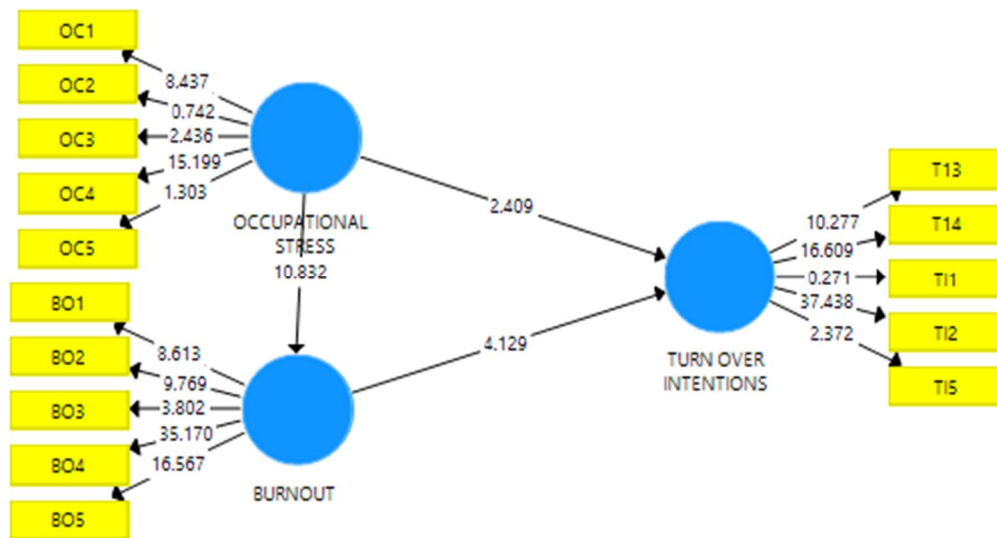 OC1
8.437
OC2
0.742
OC3
2.436
OC4
15.199
OC5
1.303
OCCUPATIONAL
STRESS
10.832
2.409
BO1
8.613
BO2
9.769
BO3
3.802
BO4
35.170
BO5
16.567
BURNOUT
4.129
TURN OVER
INTENTIONS
T13
10.277
T14
16.609
TI1
0.271
TI2
37.438
TI5
2.372